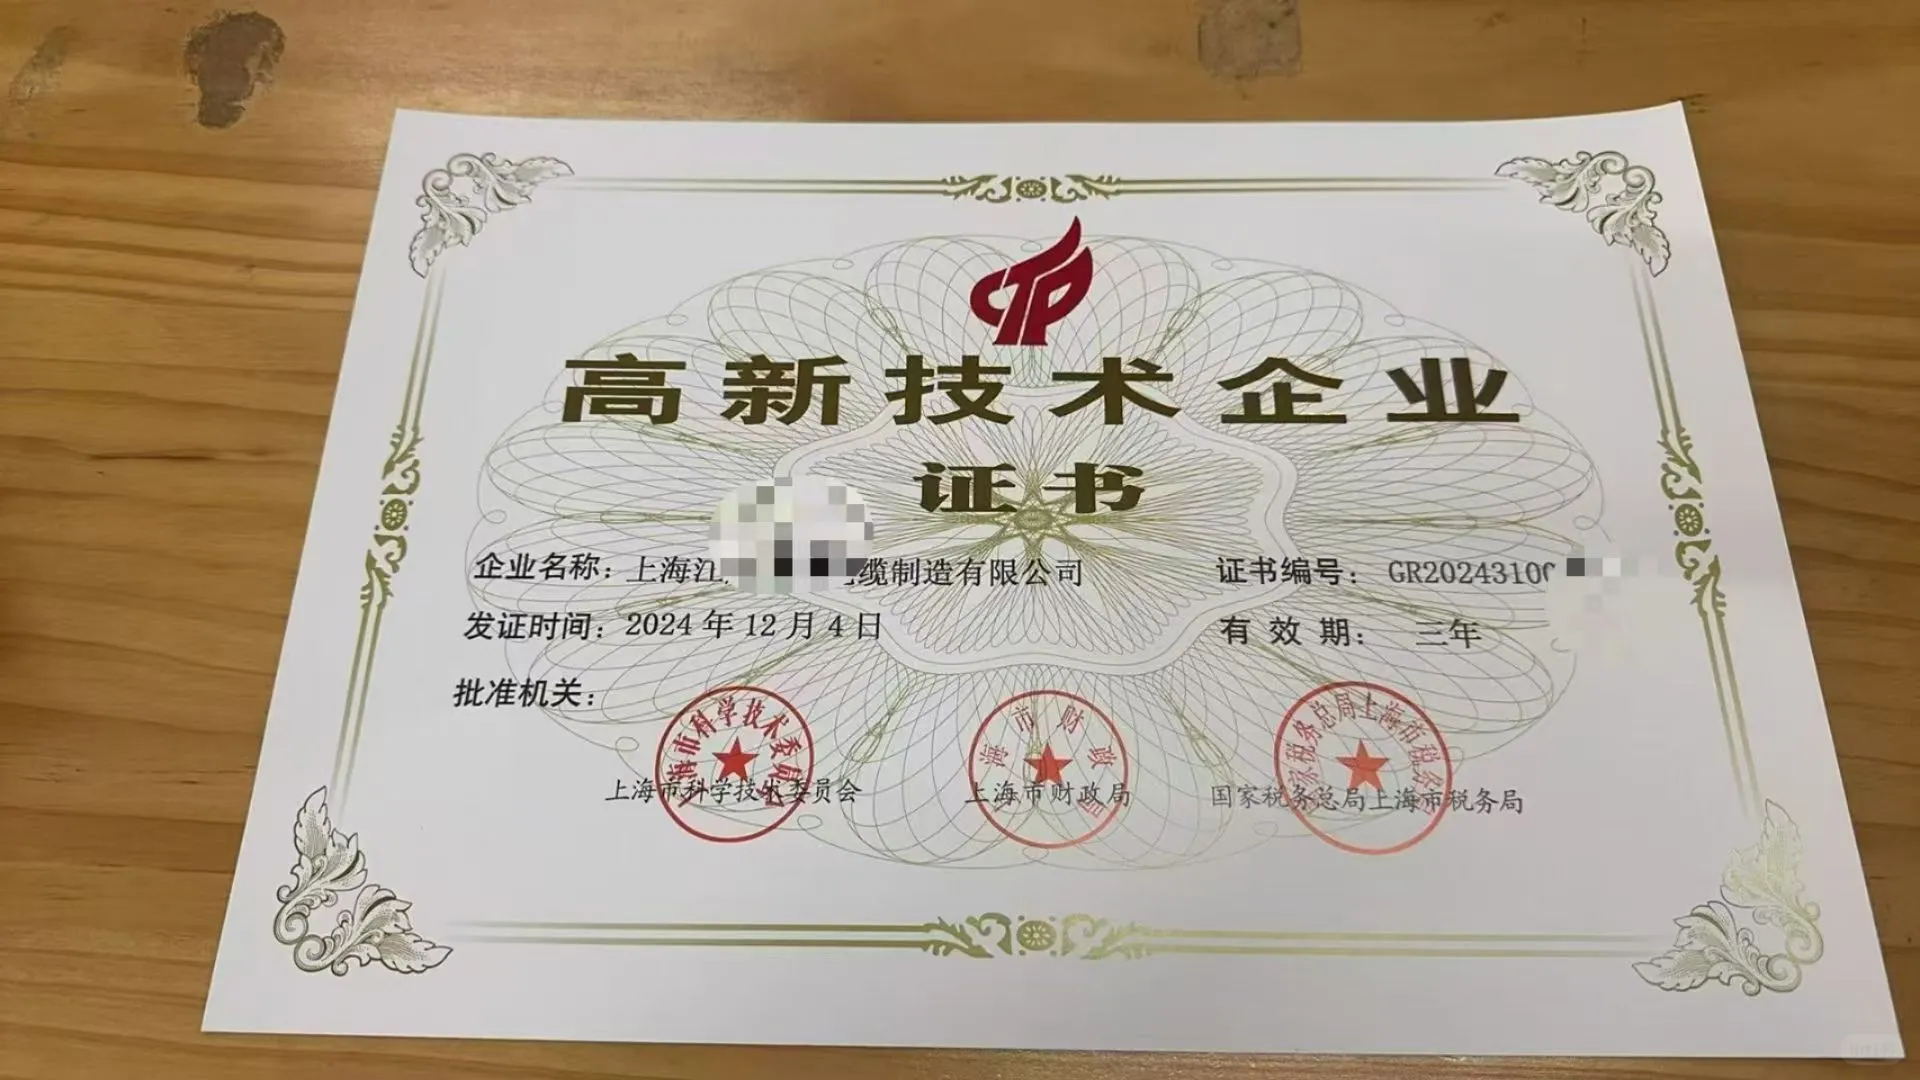 高新技术企业
证书
企业名称：上海江 缆制造有限公司 证书编号：GR20243100
发证时间：2024年12月4日 有效期：三年
批准机关：
上海市科学技术委员会 上海市财政局 国家税务总局上海市税务局